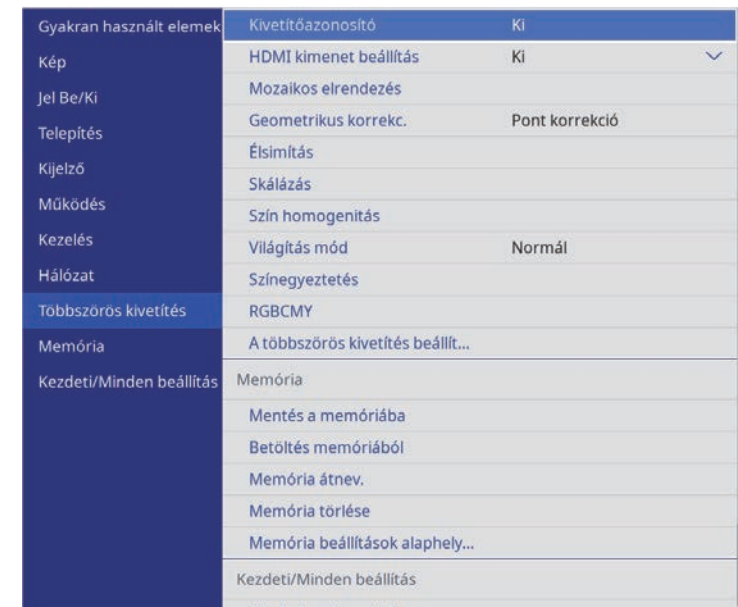 Gyakran használt elemek
Kép
Jel Be/Ki
Telepítés
Kijelző
Működés
Kezelés
Hálózat
Többszörös kivetítés
Memória
Kezdeti/Minden beállítás
Kivetítőazonosító Ki
HDMI kimenet beállítás Ki
Mozaikos elrendezés
Geometrikus korrekc. Pont korrekció
Élsimítás
Skálázás
Szín homogenitás
Világítás mód Normál
Színegyeztetés
RGBCMY
A többszörös kivetítés beállít...
Memória
Mentés a memóriába
Betöltés memóriából
Memória átnev.
Memória törlése
Memória beállítások alaphely...
Kezdeti/Minden beállítás